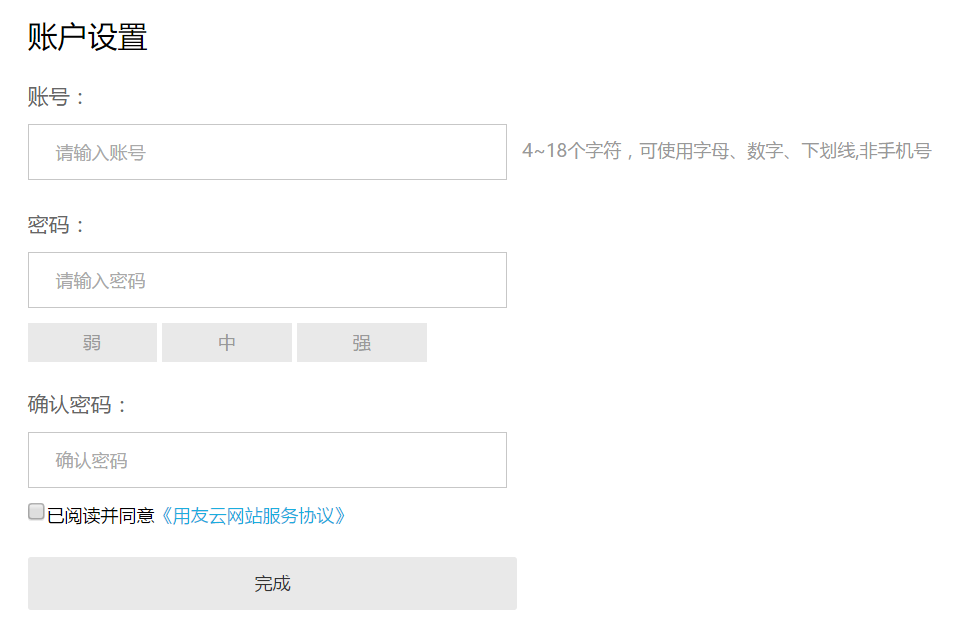 账户设置
账号：
请输入账号
4~18个字符，可使用字母、数字、下划线,非手机号
密码：
请输入密码
弱 中 强
确认密码：
确认密码
已阅读并同意《用友云网站服务协议》
完成